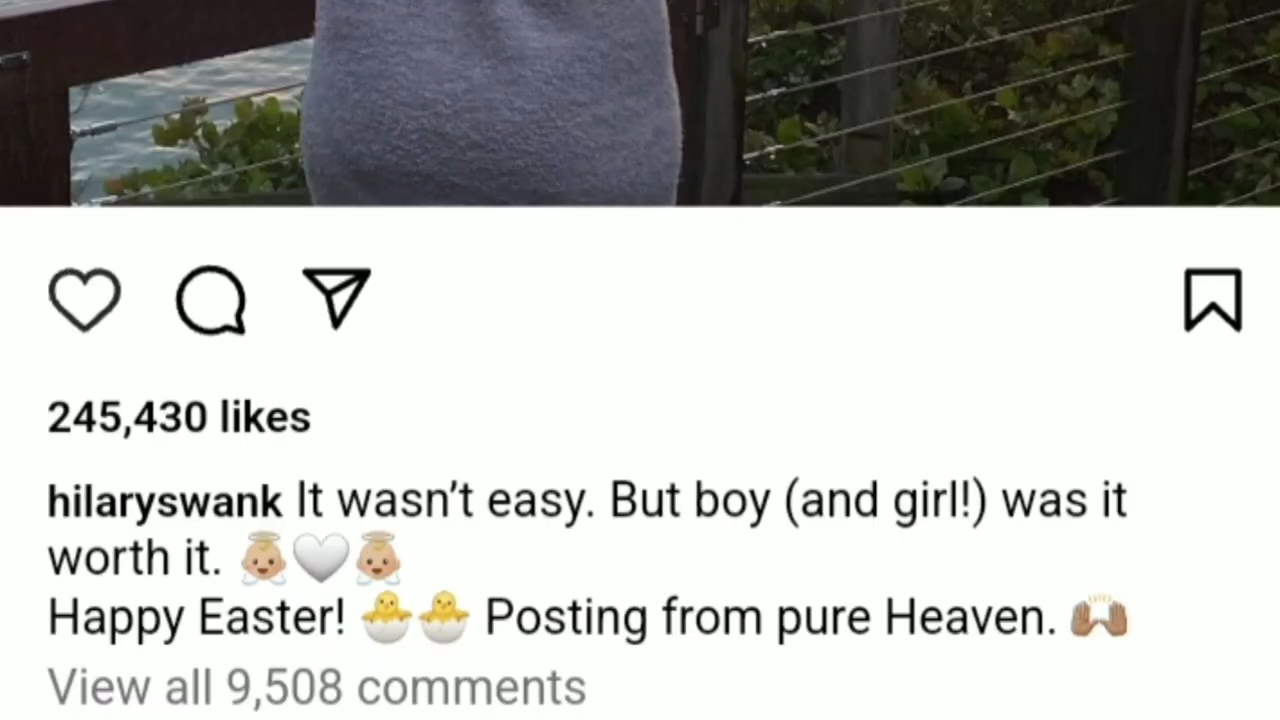 245,430 likes
hilaryswank It wasn’t easy. But boy (and girl!) was it
worth it. 👼🏼🤍👼🏼
Happy Easter! 🐣🐣 Posting from pure Heaven. 🙌🏽
View all 9,508 comments